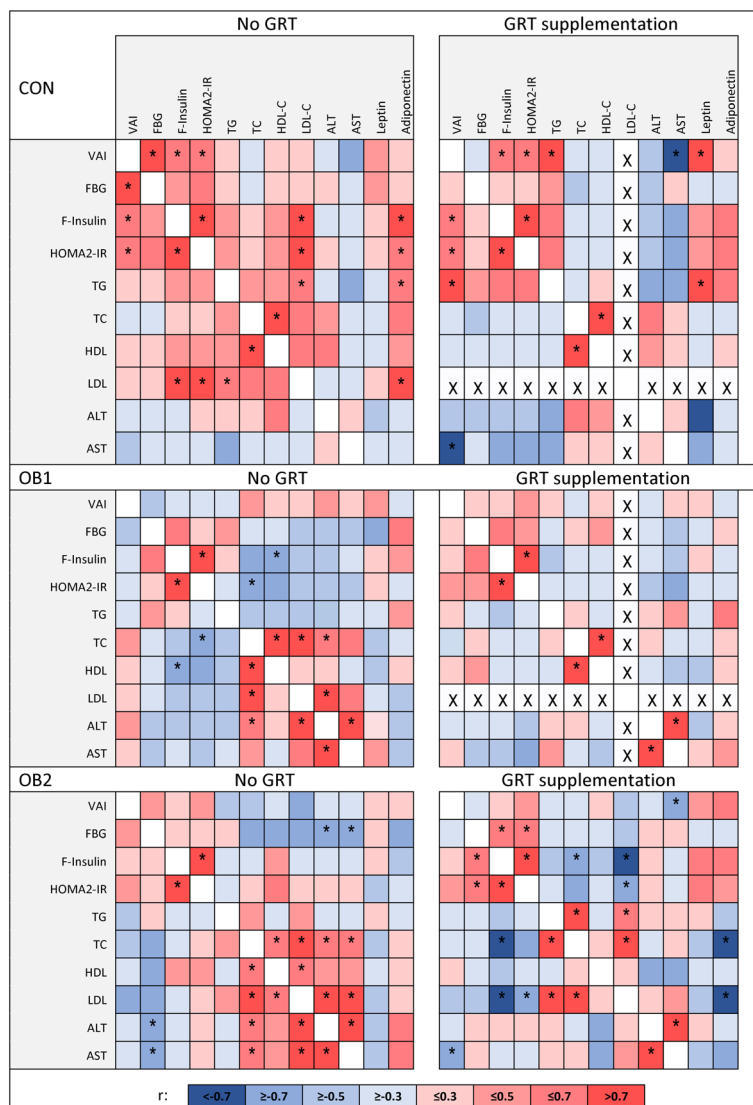 No GRT GRT supplementation
CON
VAI FBG F-Insulin HOMA2-IR TG TC HDL-C LDL-C ALT AST Leptin Adiponectin VAI FBG F-Insulin HOMA2-IR TG TC HDL-C LDL-C ALT AST Leptin Adiponectin
VAI * * * * * * X * *
FBG * X
F-Insulin * * * * * * X
HOMA2-IR * * * * * * X
TG * * * X *
TC * * X
HDL * * X
LDL * * * * X X X X X X X X X X X
ALT X
AST * X
OB1 No GRT GRT supplementation
VAI X
FBG X
F-Insulin * * * X
HOMA2-IR * * * X
TG X
TC * * * * * X
HDL * * * X
LDL * * X X X X X X X X X X X
ALT * * * X *
AST * X *
OB2 No GRT GRT supplementation
VAI *
FBG * * * *
F-Insulin * * * * *
HOMA2-IR * * * *
TG * *
TC * * * * * * * *
HDL * *
LDL * * * * * * * * *
ALT * * * * *
AST * * * * * *
r: <-0.7 ≥-0.7 ≥-0.5 ≥-0.3 ≤0.3 ≤0.5 ≤0.7 >0.7